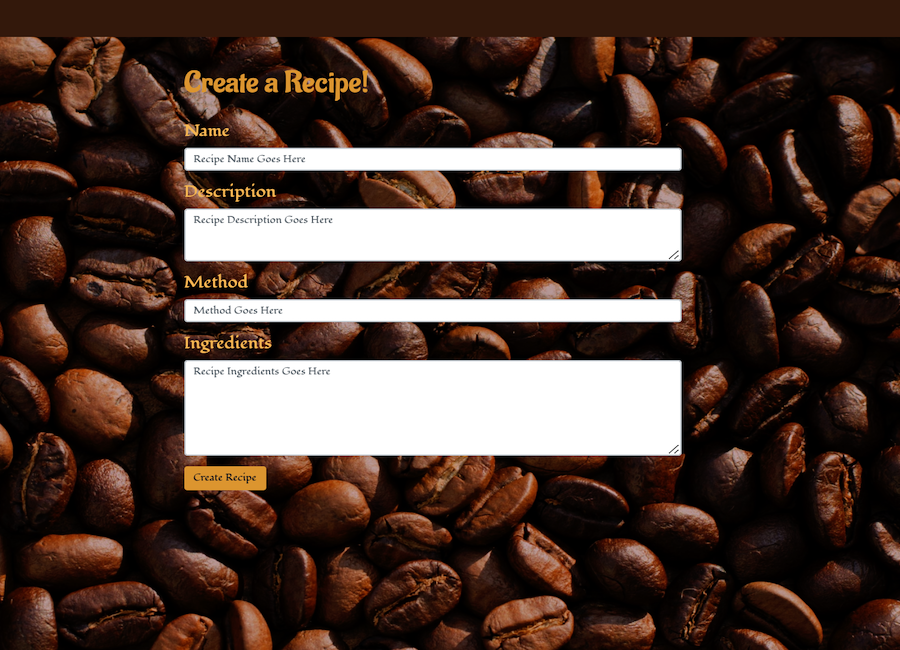 Create a Recipe!
Name
Recipe Name Goes Here
Description
Recipe Description Goes Here
Method
Method Goes Here
Ingredients
Recipe Ingredients Goes Here
Create Recipe